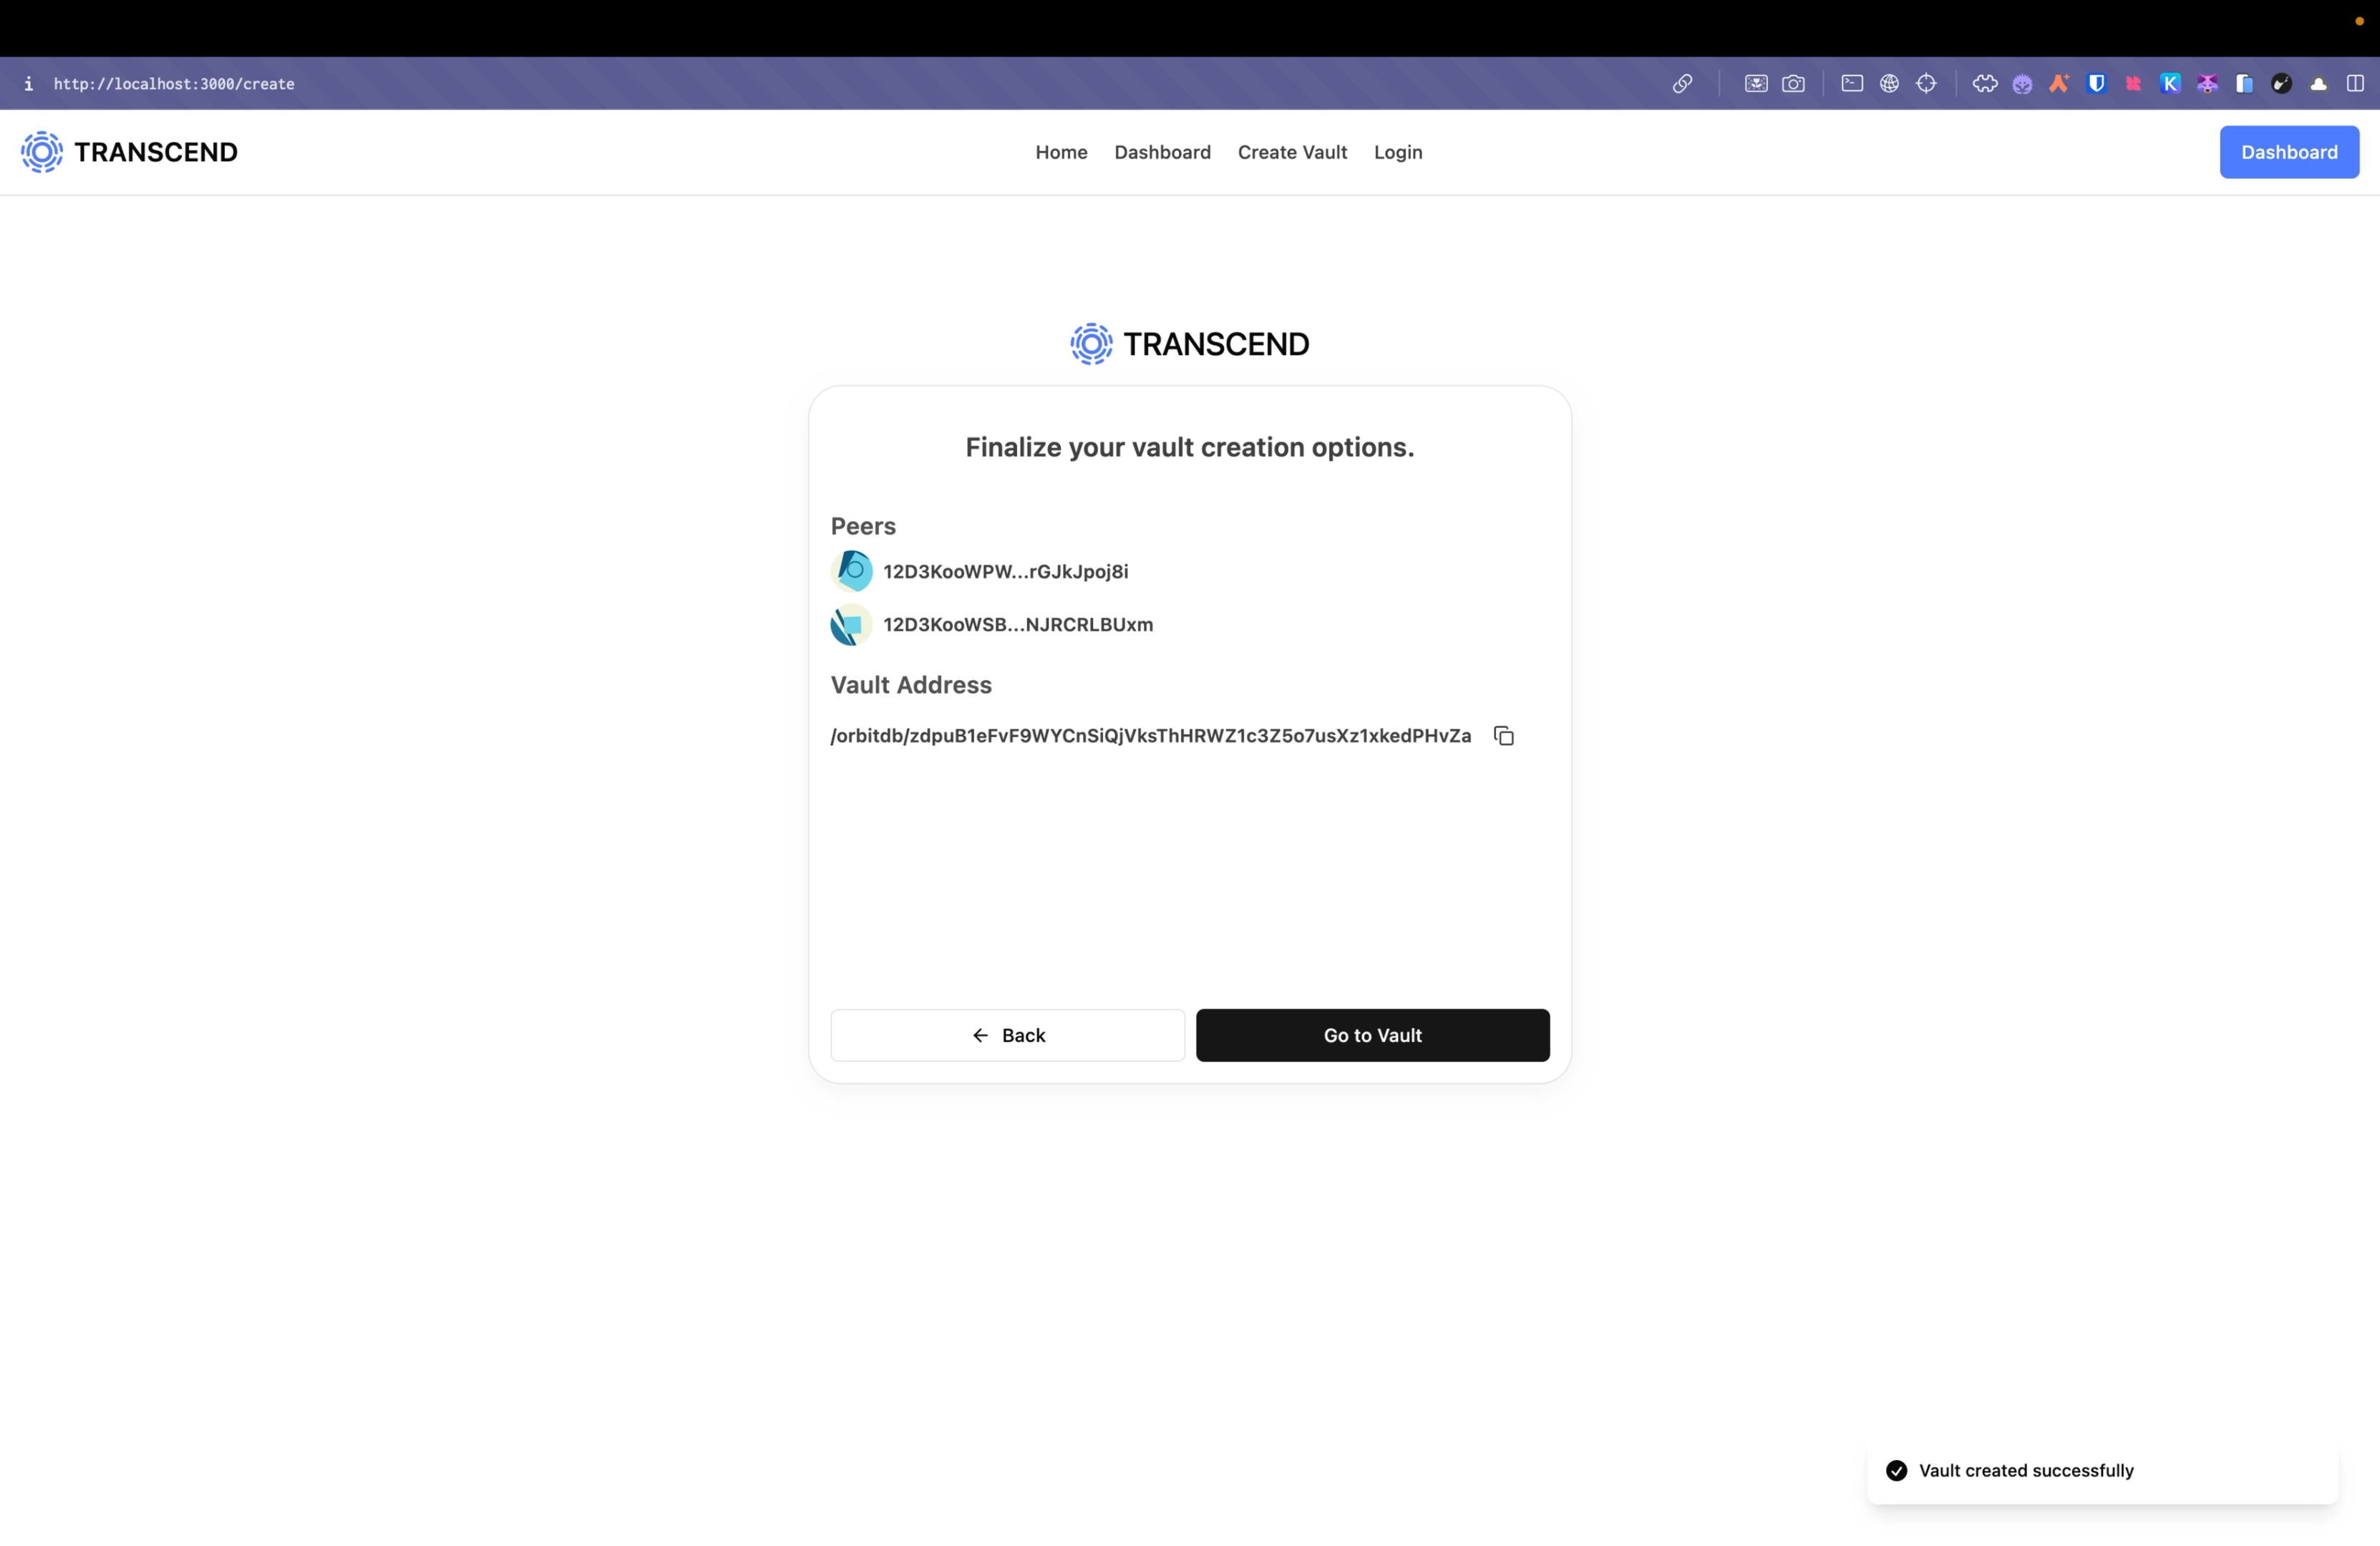 http://localhost:3000/create
TRANSCEND
Home Dashboard Create Vault Login
Dashboard
TRANSCEND
Finalize your vault creation options.
Peers
12D3KooWPW...rGJkJpoj8i
12D3KooWSB...NJRCRLBUxm
Vault Address
/orbitdb/zdpuB1eFvF9WYCnSiQjVksThHRWZ1c3Z5o7usXz1xkedPHvZa
Back
Go to Vault
Vault created successfully